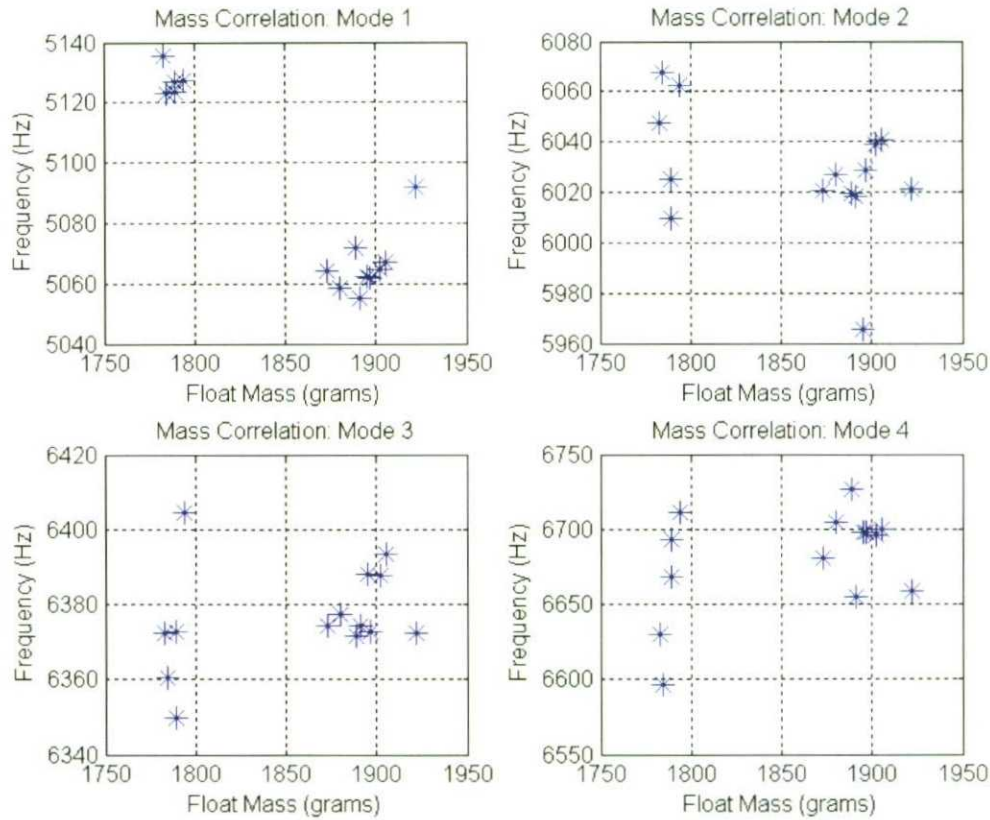 Mass Correlation: Mode 1
5140
5120
5100
5080
5060
5040
Frequency (Hz)
1750 1800 1850 1900 1950
Float Mass (grams)
Mass Correlation: Mode 2
6080
6060
6040
6020
6000
5980
5960
Frequency (Hz)
1750 1800 1850 1900 1950
Float Mass (grams)
Mass Correlation: Mode 3
6420
6400
6380
6360
6340
Frequency (Hz)
1750 1800 1850 1900 1950
Float Mass (grams)
Mass Correlation: Mode 4
6750
6700
6650
6600
6550
Frequency (Hz)
1750 1800 1850 1900 1950
Float Mass (grams)